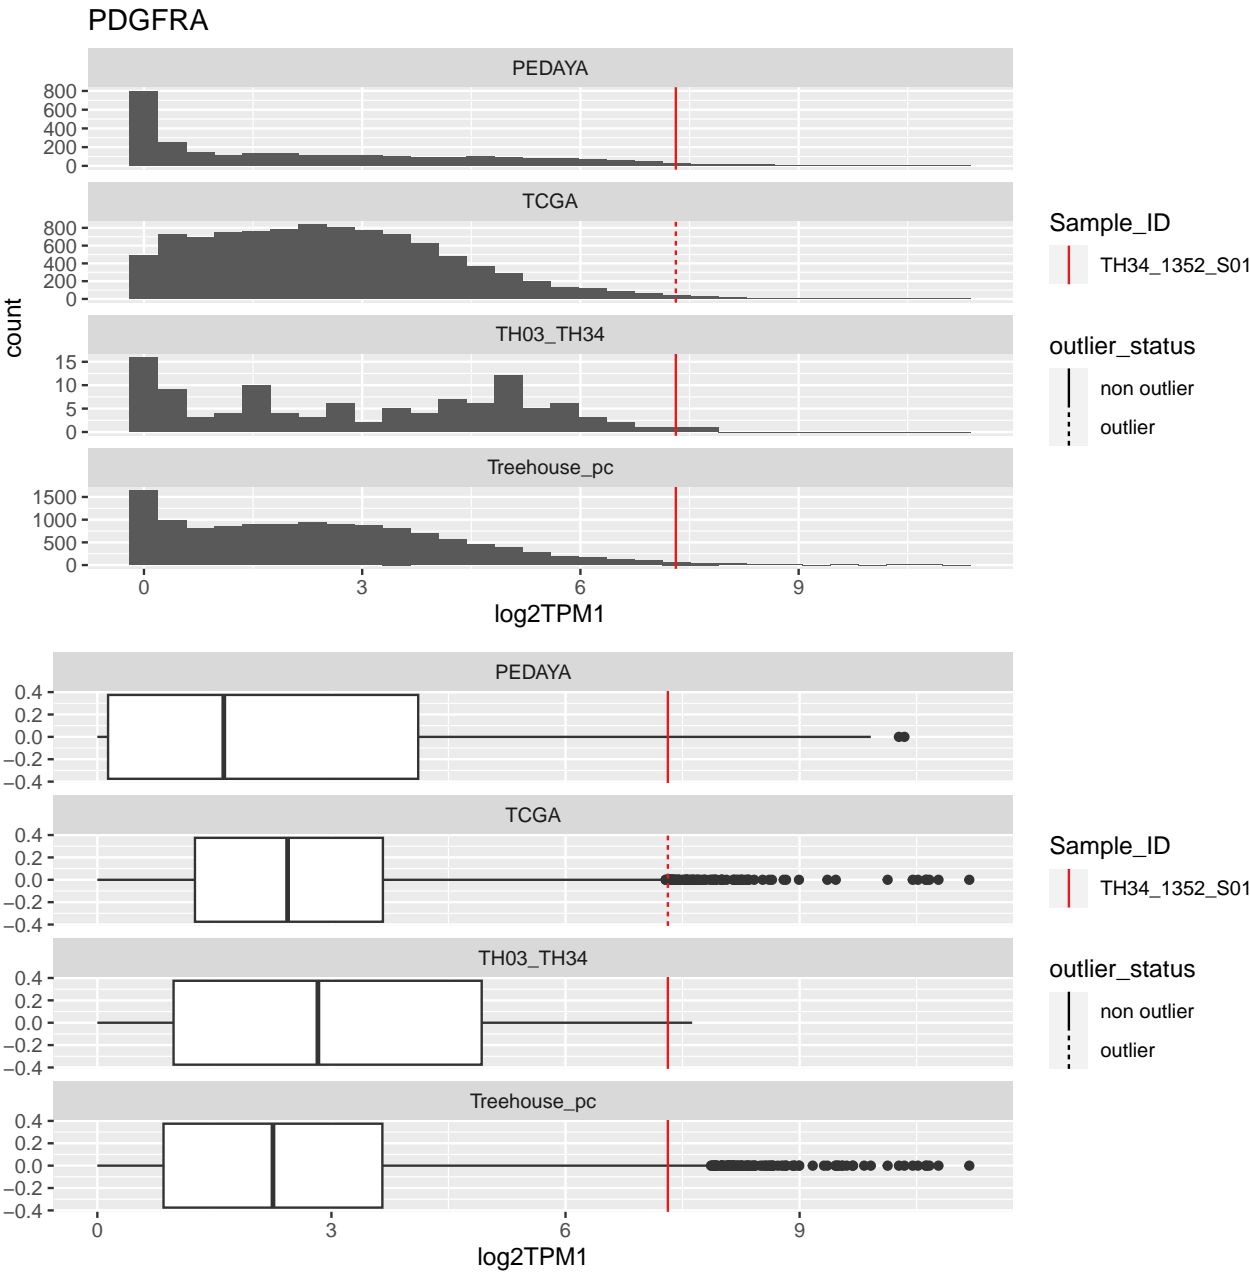 PDGFRA
PEDAYA
800
600
400
200
0
TCGA
800
600
400
200
0
TH03_TH34
15
10
5
0
Treehouse_pc
1500
1000
500
0
0 3 6 9
log2TPM1
count
Sample_ID
TH34_1352_S01
outlier_status
non outlier
outlier
PEDAYA
0.4
0.2
0.0
−0.2
−0.4
TCGA
0.4
0.2
0.0
−0.2
−0.4
TH03_TH34
0.4
0.2
0.0
−0.2
−0.4
Treehouse_pc
0.4
0.2
0.0
−0.2
−0.4
0 3 6 9
log2TPM1
Sample_ID
TH34_1352_S01
outlier_status
non outlier
outlier